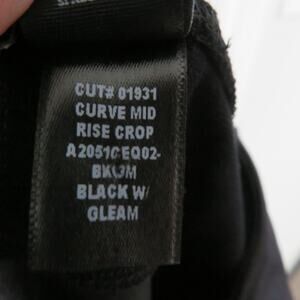 CUT# 01931
CURVE MID
RISE CROP
BLACK W/
GLEAM